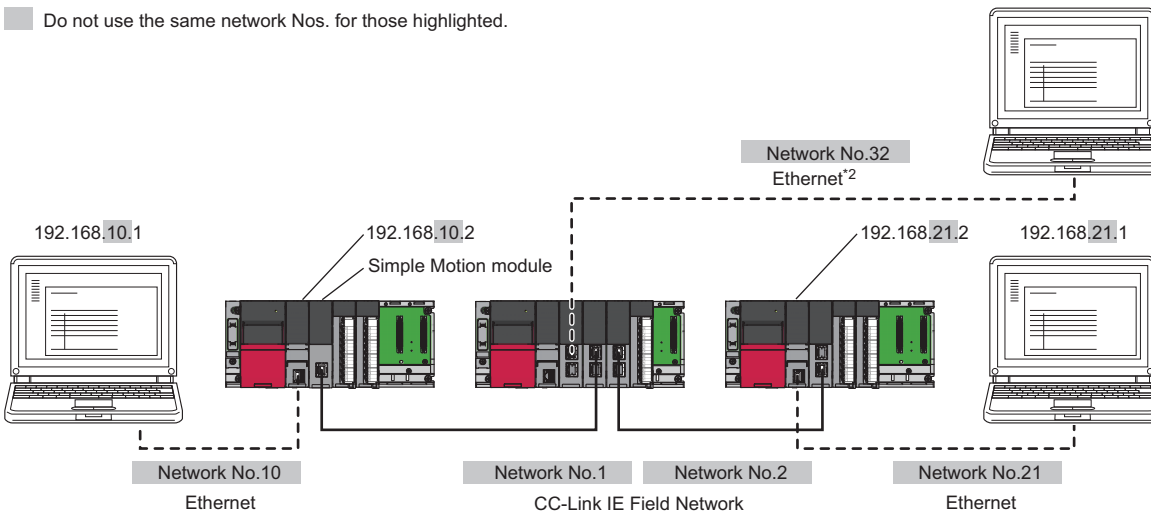 Do not use the same network Nos. for those highlighted.
Network No.32
Ethernet*2
192.168.10.1
192.168.10.2
192.168.21.2
192.168.21.1
Simple Motion module
Network No.10
Network No.1
Network No.2
Network No.21
Ethernet
CC-Link IE Field Network
Ethernet